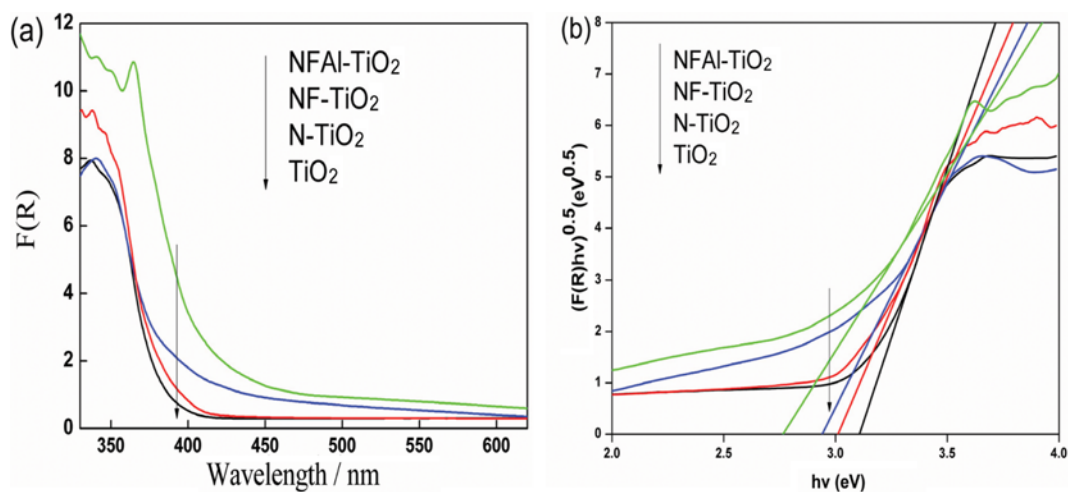 (a)
12
10
8
6
4
2
0
F(R)
NFAl-TiO2
NF-TiO2
N-TiO2
TiO2
350 400 450 500 550 600
Wavelength / nm
(b)
8
7
6
5
4
3
2
1
0
(F(R)hv)0.5(eV0.5)
NFAl-TiO2
NF-TiO2
N-TiO2
TiO2
2.0 2.5 3.0 3.5 4.0
hv (eV)